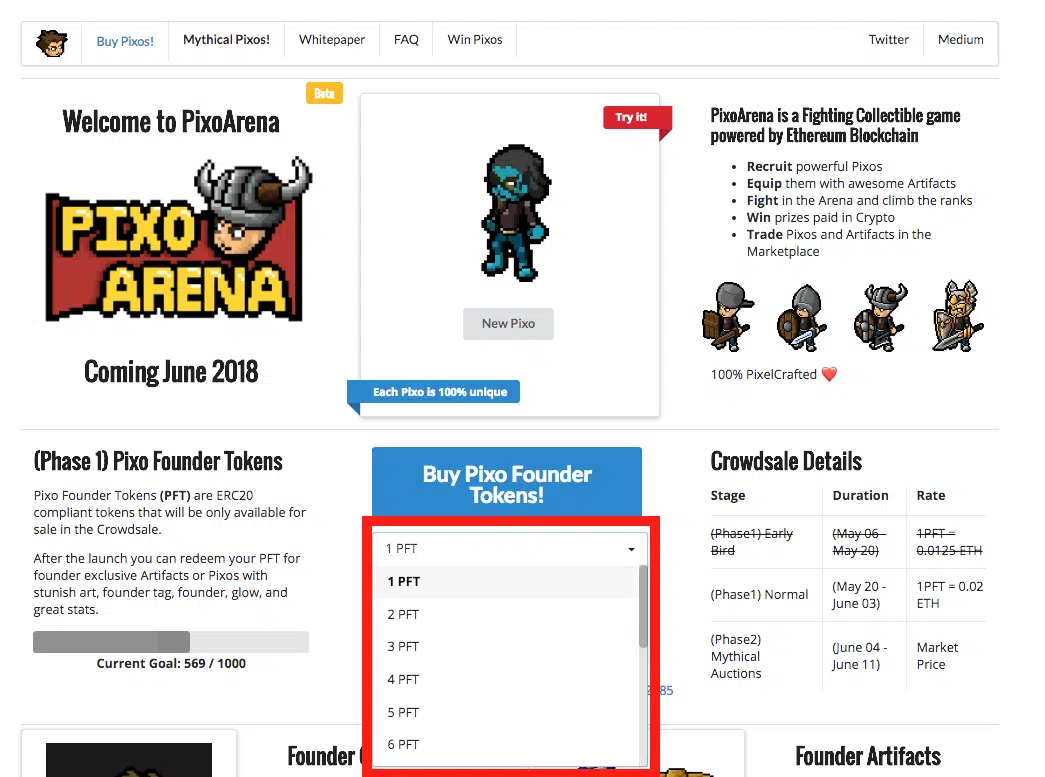 Buy Pixos!
Mythical Pixos!
Whitepaper
FAQ
Win Pixos
Twitter
Medium
Beta
Welcome to PixoArena
PIXO
ARENA
Coming June 2018
Try it!
New Pixo
Each Pixo is 100% unique
PixoArena is a Fighting Collectible game
powered by Ethereum Blockchain
Recruit powerful Pixos
Equip them with awesome Artifacts
Fight in the Arena and climb the ranks
Win prizes paid in Crypto
Trade Pixos and Artifacts in the
Marketplace
100% PixelCrafted ❤️
(Phase 1) Pixo Founder Tokens
Pixo Founder Tokens (PFT) are ERC20
compliant tokens that will be only available for
sale in the Crowdsale.
After the launch you can redeem your PFT for
founder exclusive Artifacts or Pixos with
stunish art, founder tag, founder, glow, and
great stats.
Current Goal: 569 / 1000
Buy Pixo Founder
Tokens!
1 PFT
1 PFT
2 PFT
3 PFT
4 PFT
5 PFT
6 PFT
85
Crowdsale Details
Stage Duration Rate
(Phase1) Early (May 06 - 1PFT =
Bird May 20) 0.0125 ETH
(Phase1) Normal (May 20 - 1PFT = 0.02
June 03) ETH
(Phase2) (June 04 - Market
Mythical June 11) Price
Auctions
Founder
Founder Artifacts